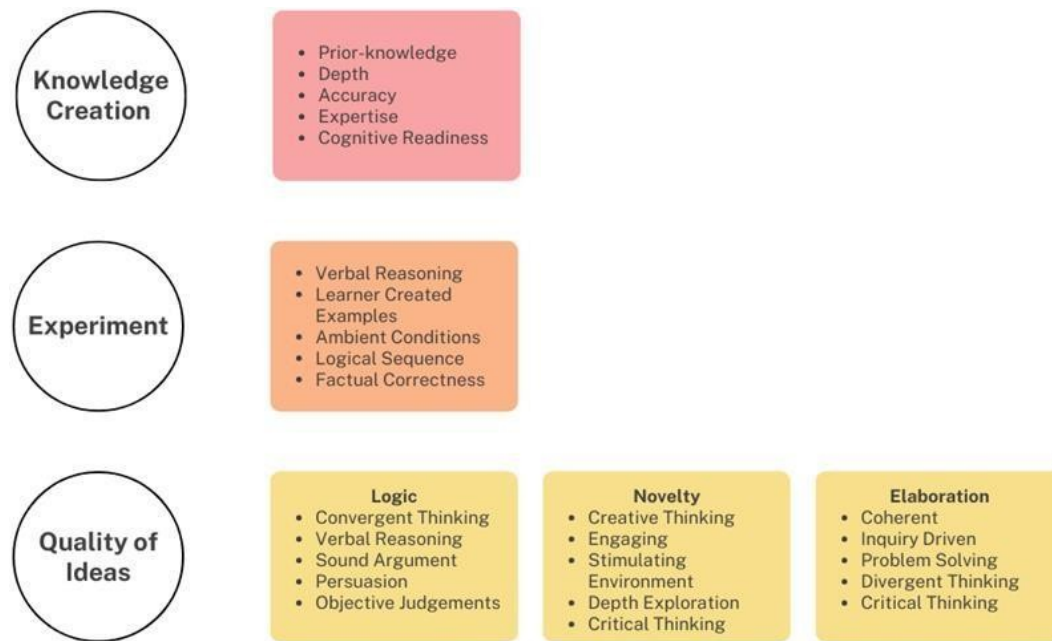 Knowledge
Creation
• Prior-knowledge
• Depth
• Accuracy
• Expertise
• Cognitive Readiness
Experiment
• Verbal Reasoning
• Learner Created
Examples
• Ambient Conditions
• Logical Sequence
• Factual Correctness
Quality of
Ideas
Logic
• Convergent Thinking
• Verbal Reasoning
• Sound Argument
• Persuasion
• Objective Judgements
Novelty
• Creative Thinking
• Engaging
• Stimulating
Environment
• Depth Exploration
• Critical Thinking
Elaboration
• Coherent
• Inquiry Driven
• Problem Solving
• Divergent Thinking
• Critical Thinking